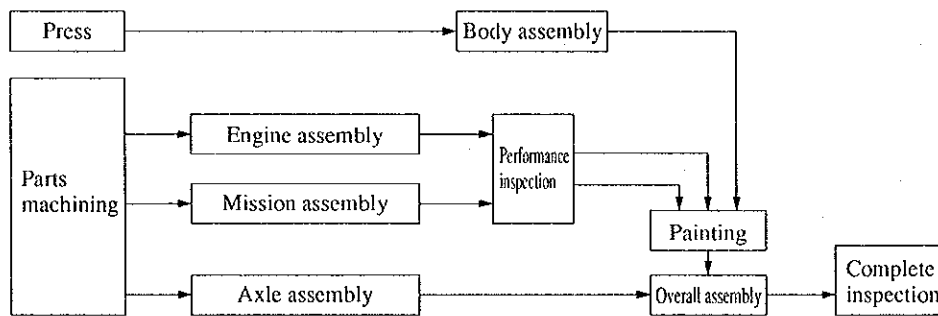 Press
Body assembly
Parts
machining
Engine assembly
Performance
inspection
Mission assembly
Painting
Axle assembly
Overall assembly
Complete
inspection